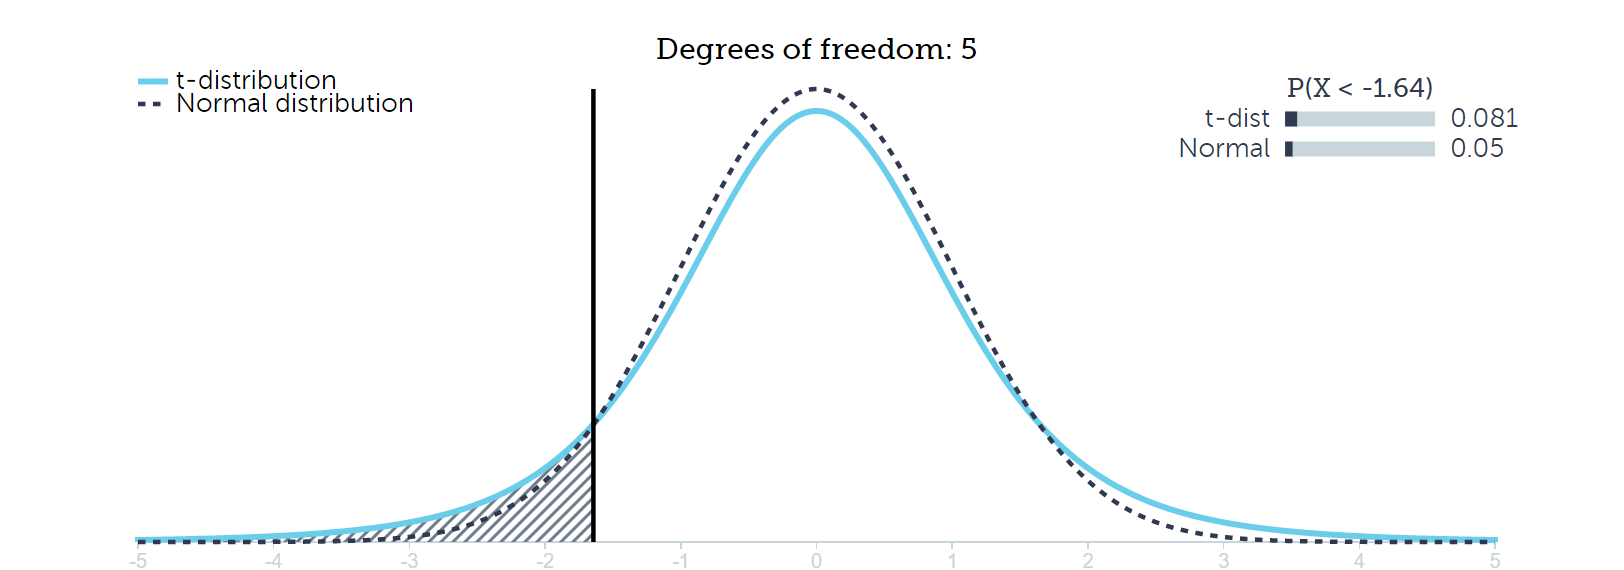 Degrees of freedom: 5
t-distribution
Normal distribution
P(X < -1.64)
t-dist 0.081
Normal 0.05
-5 -4 -3 -2 -1 0 1 2 3 4 5